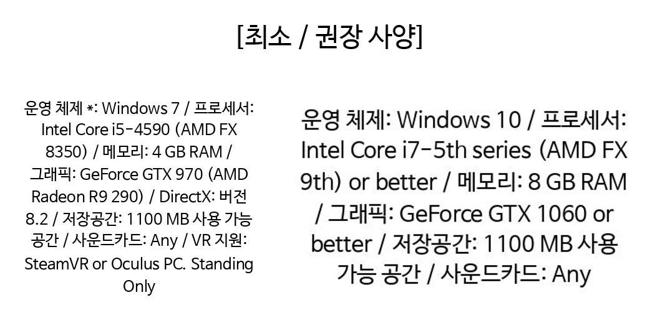 [최소 / 권장 사양]
운영 체제 *: Windows 7 / 프로세서:
Intel Core i5-4590 (AMD FX
8350) / 메모리: 4 GB RAM /
그래픽: GeForce GTX 970 (AMD
Radeon R9 290) / DirectX: 버전
8.2 / 저장공간: 1100 MB 사용 가능
공간 / 사운드카드: Any / VR 지원:
SteamVR or Oculus PC. Standing
Only
운영 체제: Windows 10 / 프로세서:
Intel Core i7-5th series (AMD FX
9th) or better / 메모리: 8 GB RAM
/ 그래픽: GeForce GTX 1060 or
better / 저장공간: 1100 MB 사용
가능 공간 / 사운드카드: Any